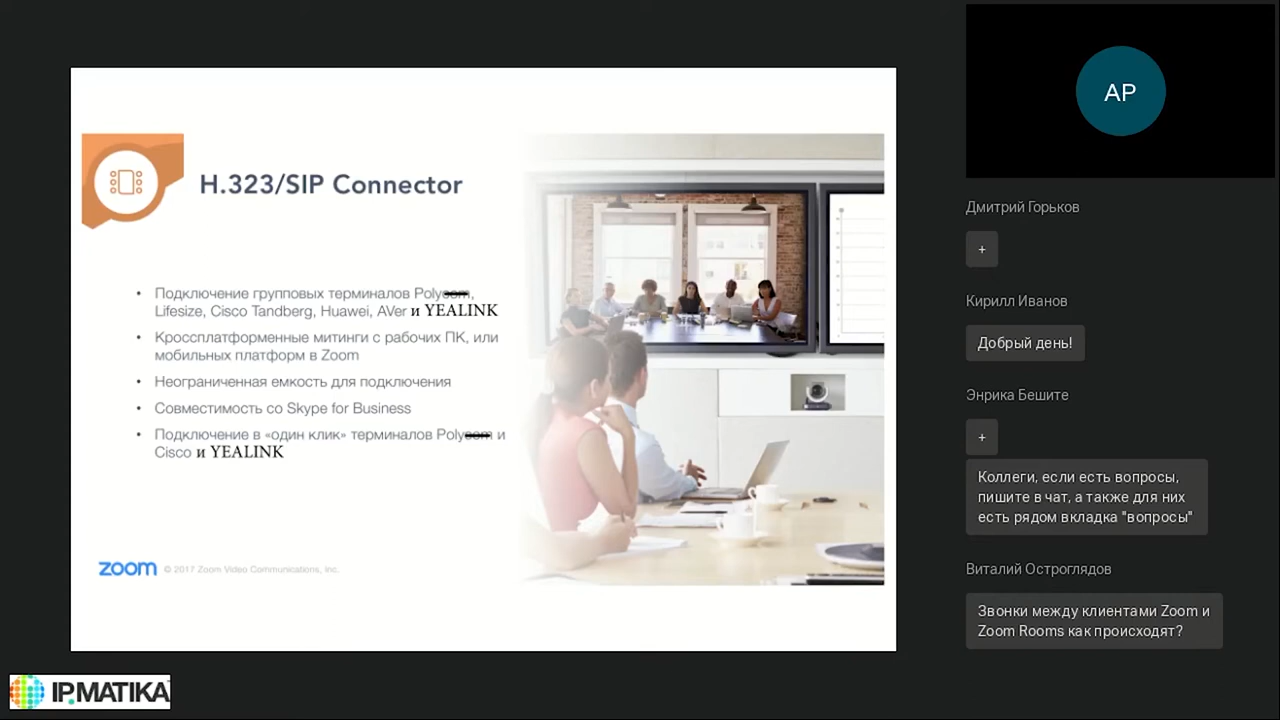 H.323/SIP Connector
• Подключение групповых терминалов Polycom,
Lifesize, Cisco Tandberg, Huawei, AVer и YEALINK
• Кроссплатформенные митинги с рабочих ПК, или
мобильных платформ в Zoom
• Неограниченная емкость для подключения
• Совместимость со Skype for Business
• Подключение в «один клик» терминалов Polycom и
Cisco и YEALINK
zoom © 2017 Zoom Video Communications, Inc.
IPMATIKA
AP
Дмитрий Горьков
+
Кирилл Иванов
Добрый день!
Энрика Бешите
+
Коллеги, если есть вопросы,
пишите в чат, а также для них
есть рядом вкладка "вопросы"
Виталий Остроглядов
Звонки между клиентами Zoom и
Zoom Rooms как происходят?